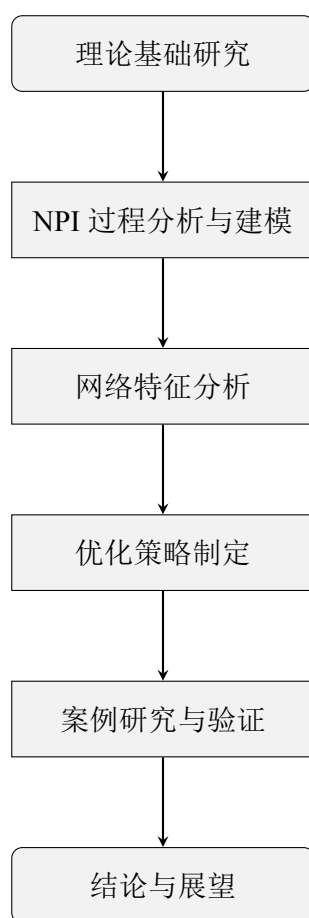 理论基础研究
NPI 过程分析与建模
网络特征分析
优化策略制定
案例研究与验证
结论与展望